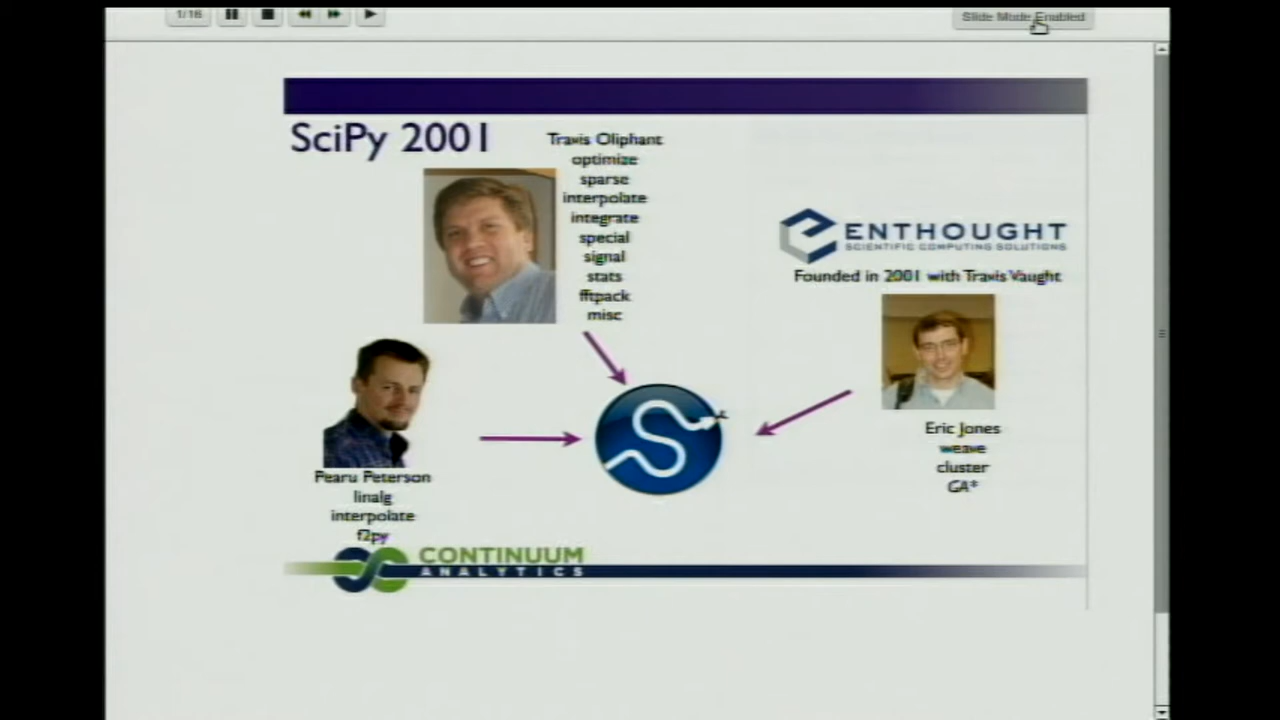 1/16
Slide Mode Enabled
SciPy 2001
Travis Oliphant
optimize
sparse
interpolate
integrate
special
signal
stats
fftpack
misc
ENTHOUGHT
SCIENTIFIC COMPUTING SOLUTIONS
Founded in 2001 with Travis Vaught
Eric Jones
weave
cluster
GA*
Pearu Peterson
linalg
interpolate
f2py
CONTINUUM
ANALYTICS